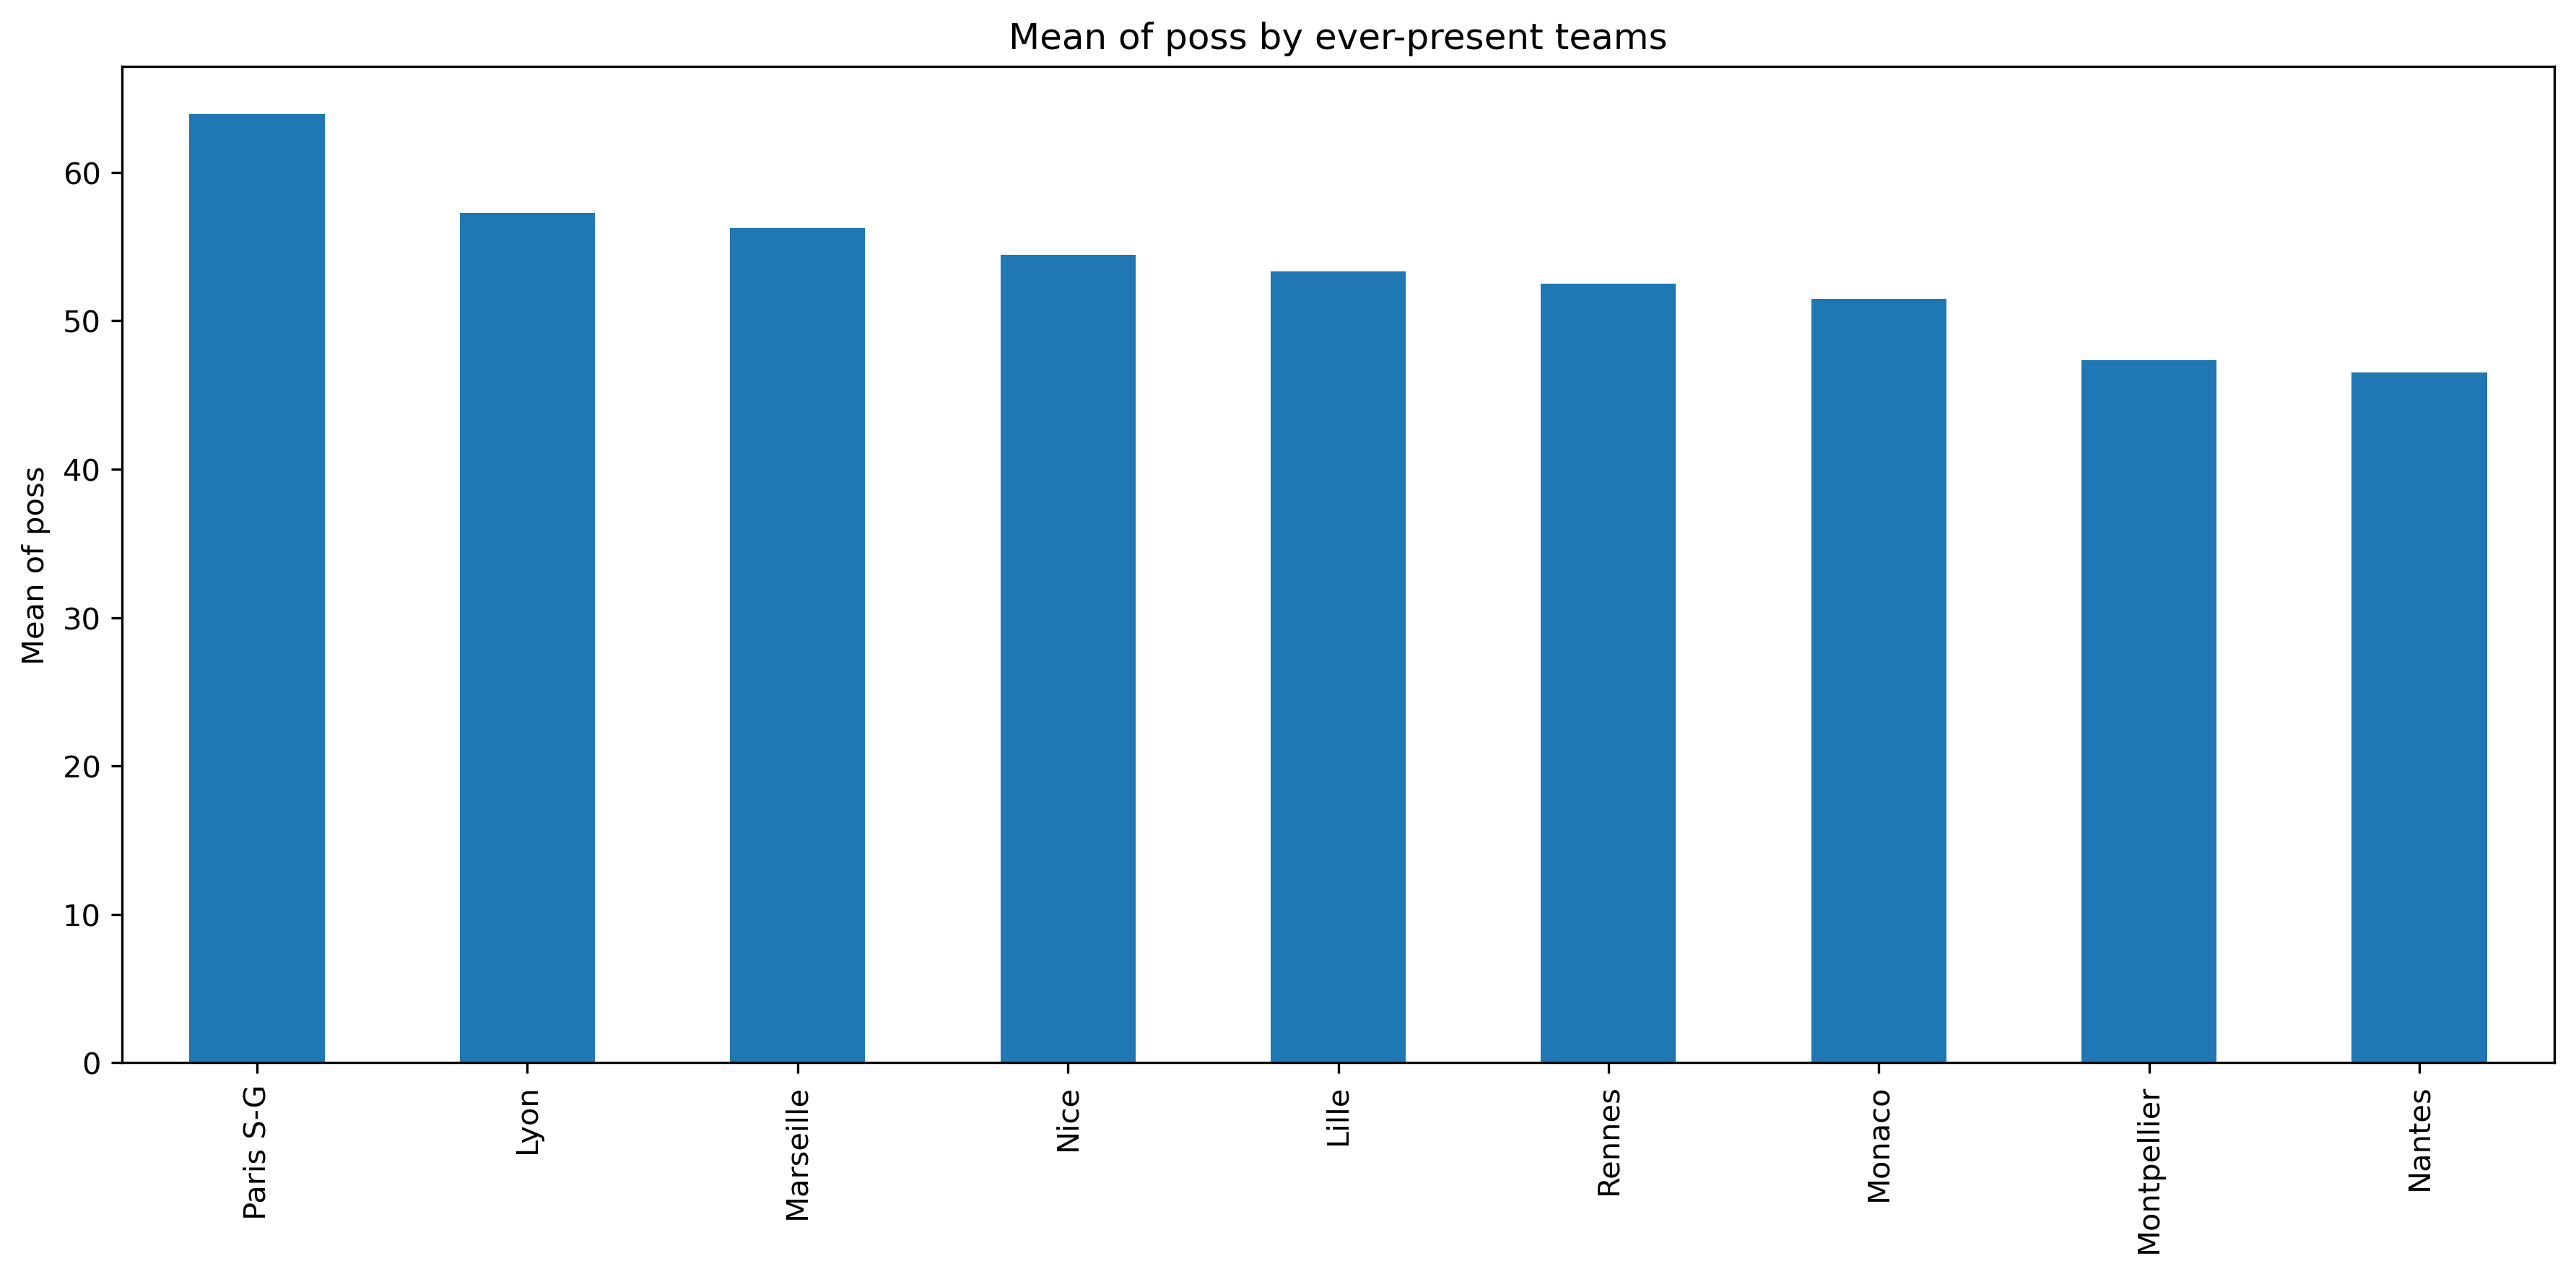 Mean of poss by ever-present teams
Mean of poss
60
50
40
30
20
10
0
Paris S-G
Lyon
Marseille
Nice
Lille
Rennes
Monaco
Montpellier
Nantes